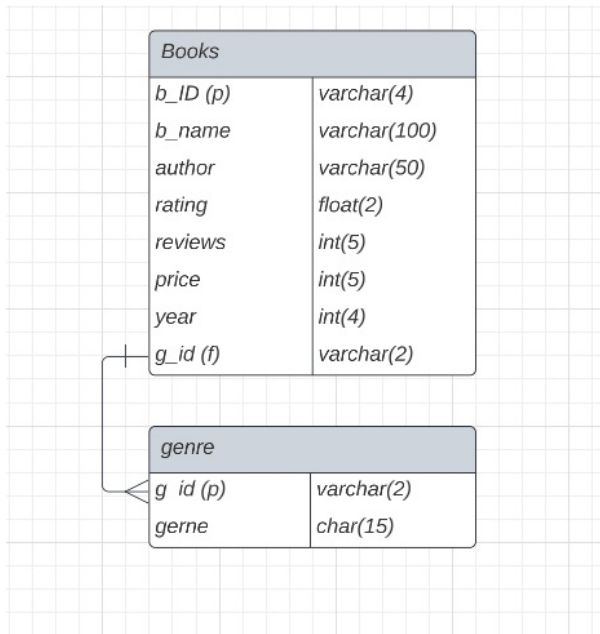 Books
b_ID (p) varchar(4)
b_name varchar(100)
author varchar(50)
rating float(2)
reviews int(5)
price int(5)
year int(4)
g_id (f) varchar(2)
genre
g id (p) varchar(2)
gerne char(15)